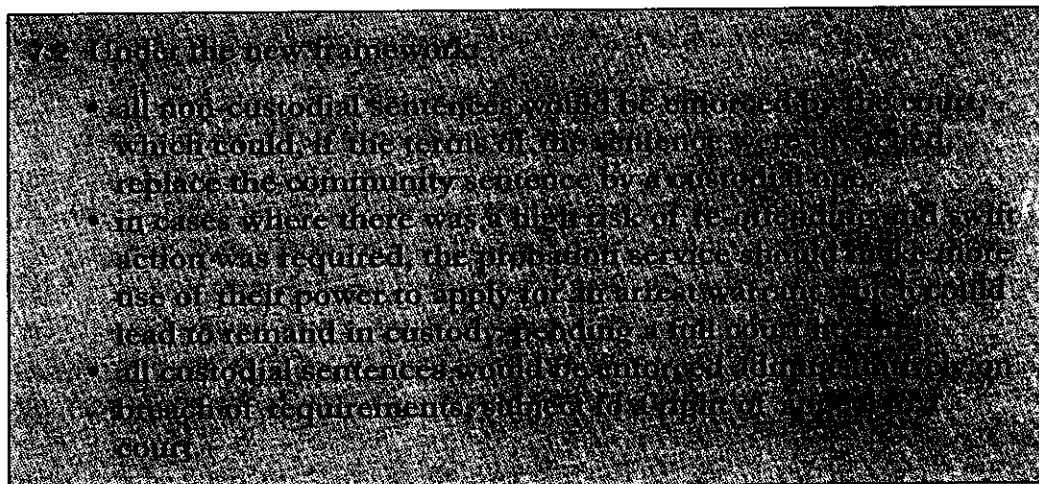 7.2 Under the new framework:
• all non-custodial sentences would be enforced by the court,
which could, if the terms of the sentence were breached,
replace the community sentence by a custodial one.
• in cases where there was a high risk of re-offending and swift
action was required, the probation service should make more
use of their power to apply for an arrest warrant which could
lead to remand in custody pending a full court
• all custodial sentences would be enforced administratively on
breach of requirements, subject to a right of
court